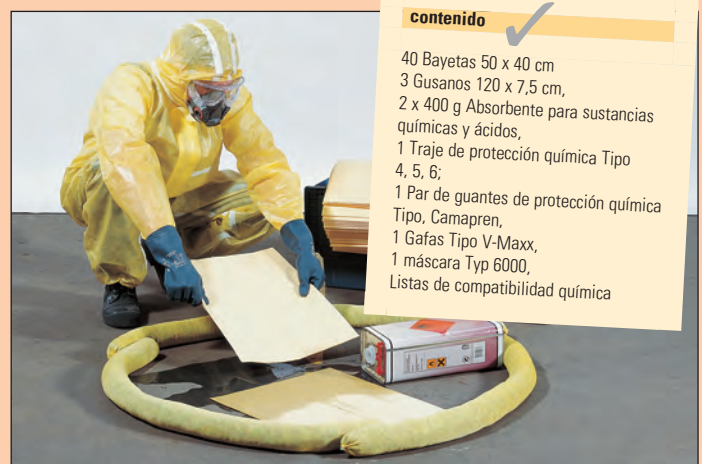 contenido
40 Bayetas 50 x 40 cm
3 Gusanos 120 x 7,5 cm,
2 x 400 g Absorbente para sustancias
químicas y ácidos,
1 Traje de protección química Tipo
4, 5, 6;
1 Par de guantes de protección química
Tipo, Camapren,
1 Gafas Tipo V-Maxx,
1 máscara Typ 6000,
Listas de compatibilidad química